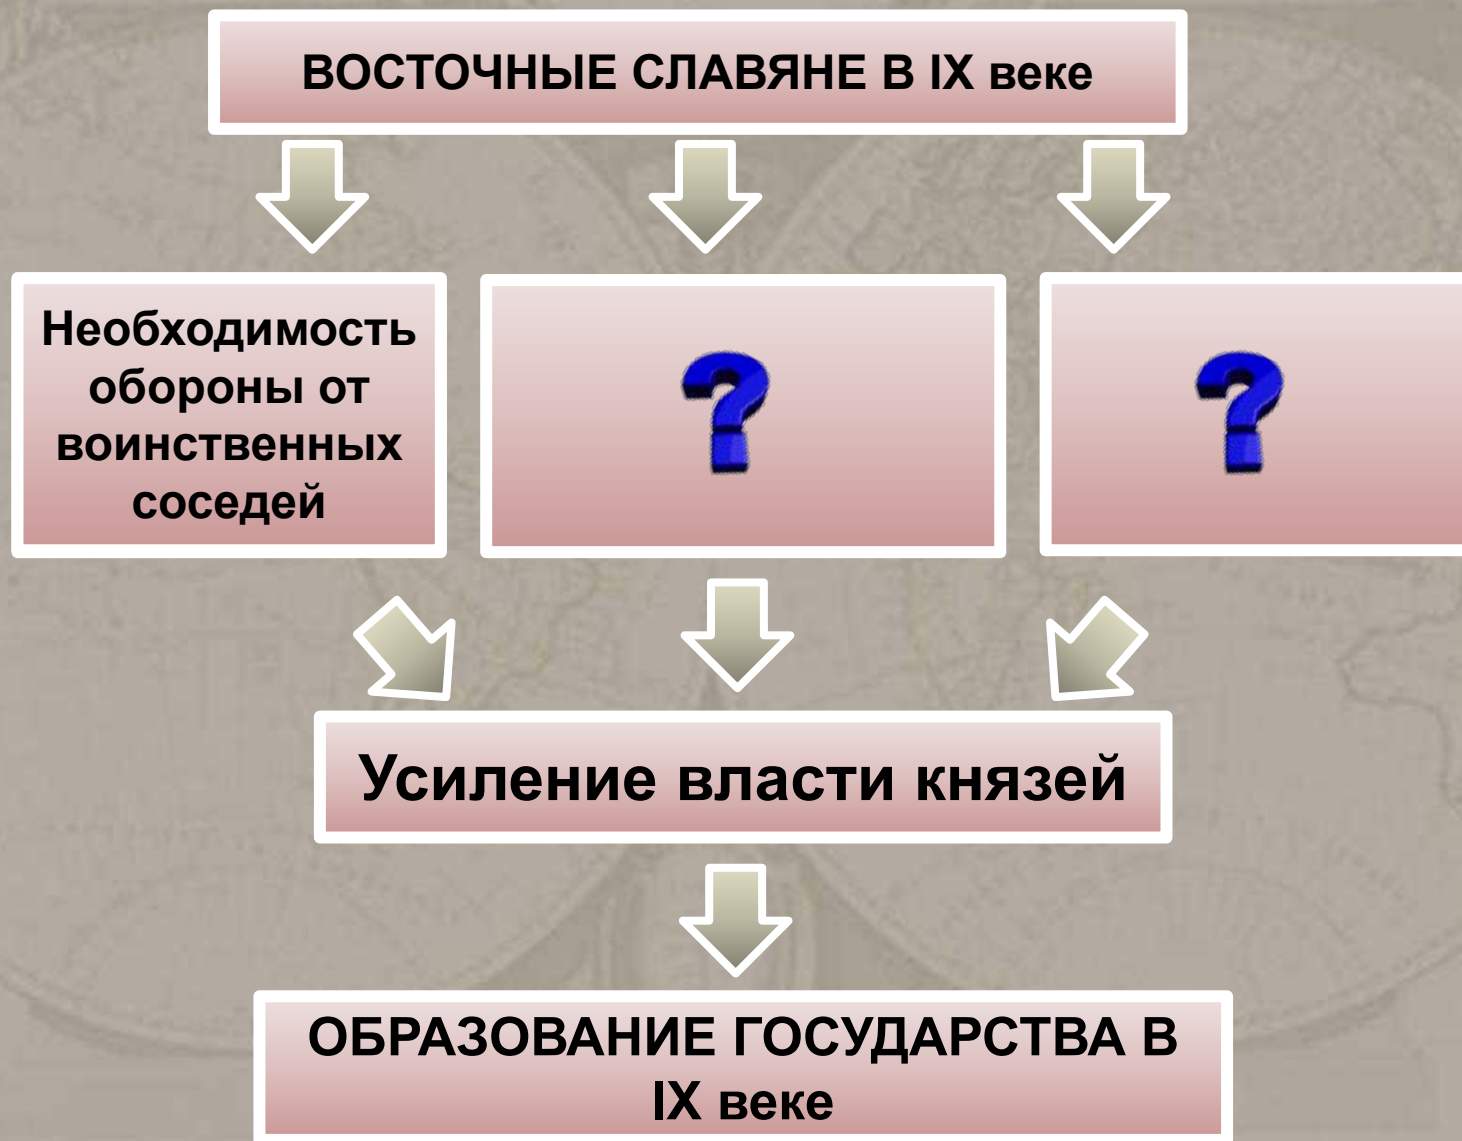 ВОСТОЧНЫЕ СЛАВЯНЕ В IX веке
Необходимость
обороны от
воинственных
соседей
?
?
Усиление власти князей
ОБРАЗОВАНИЕ ГОСУДАРСТВА В
IX веке